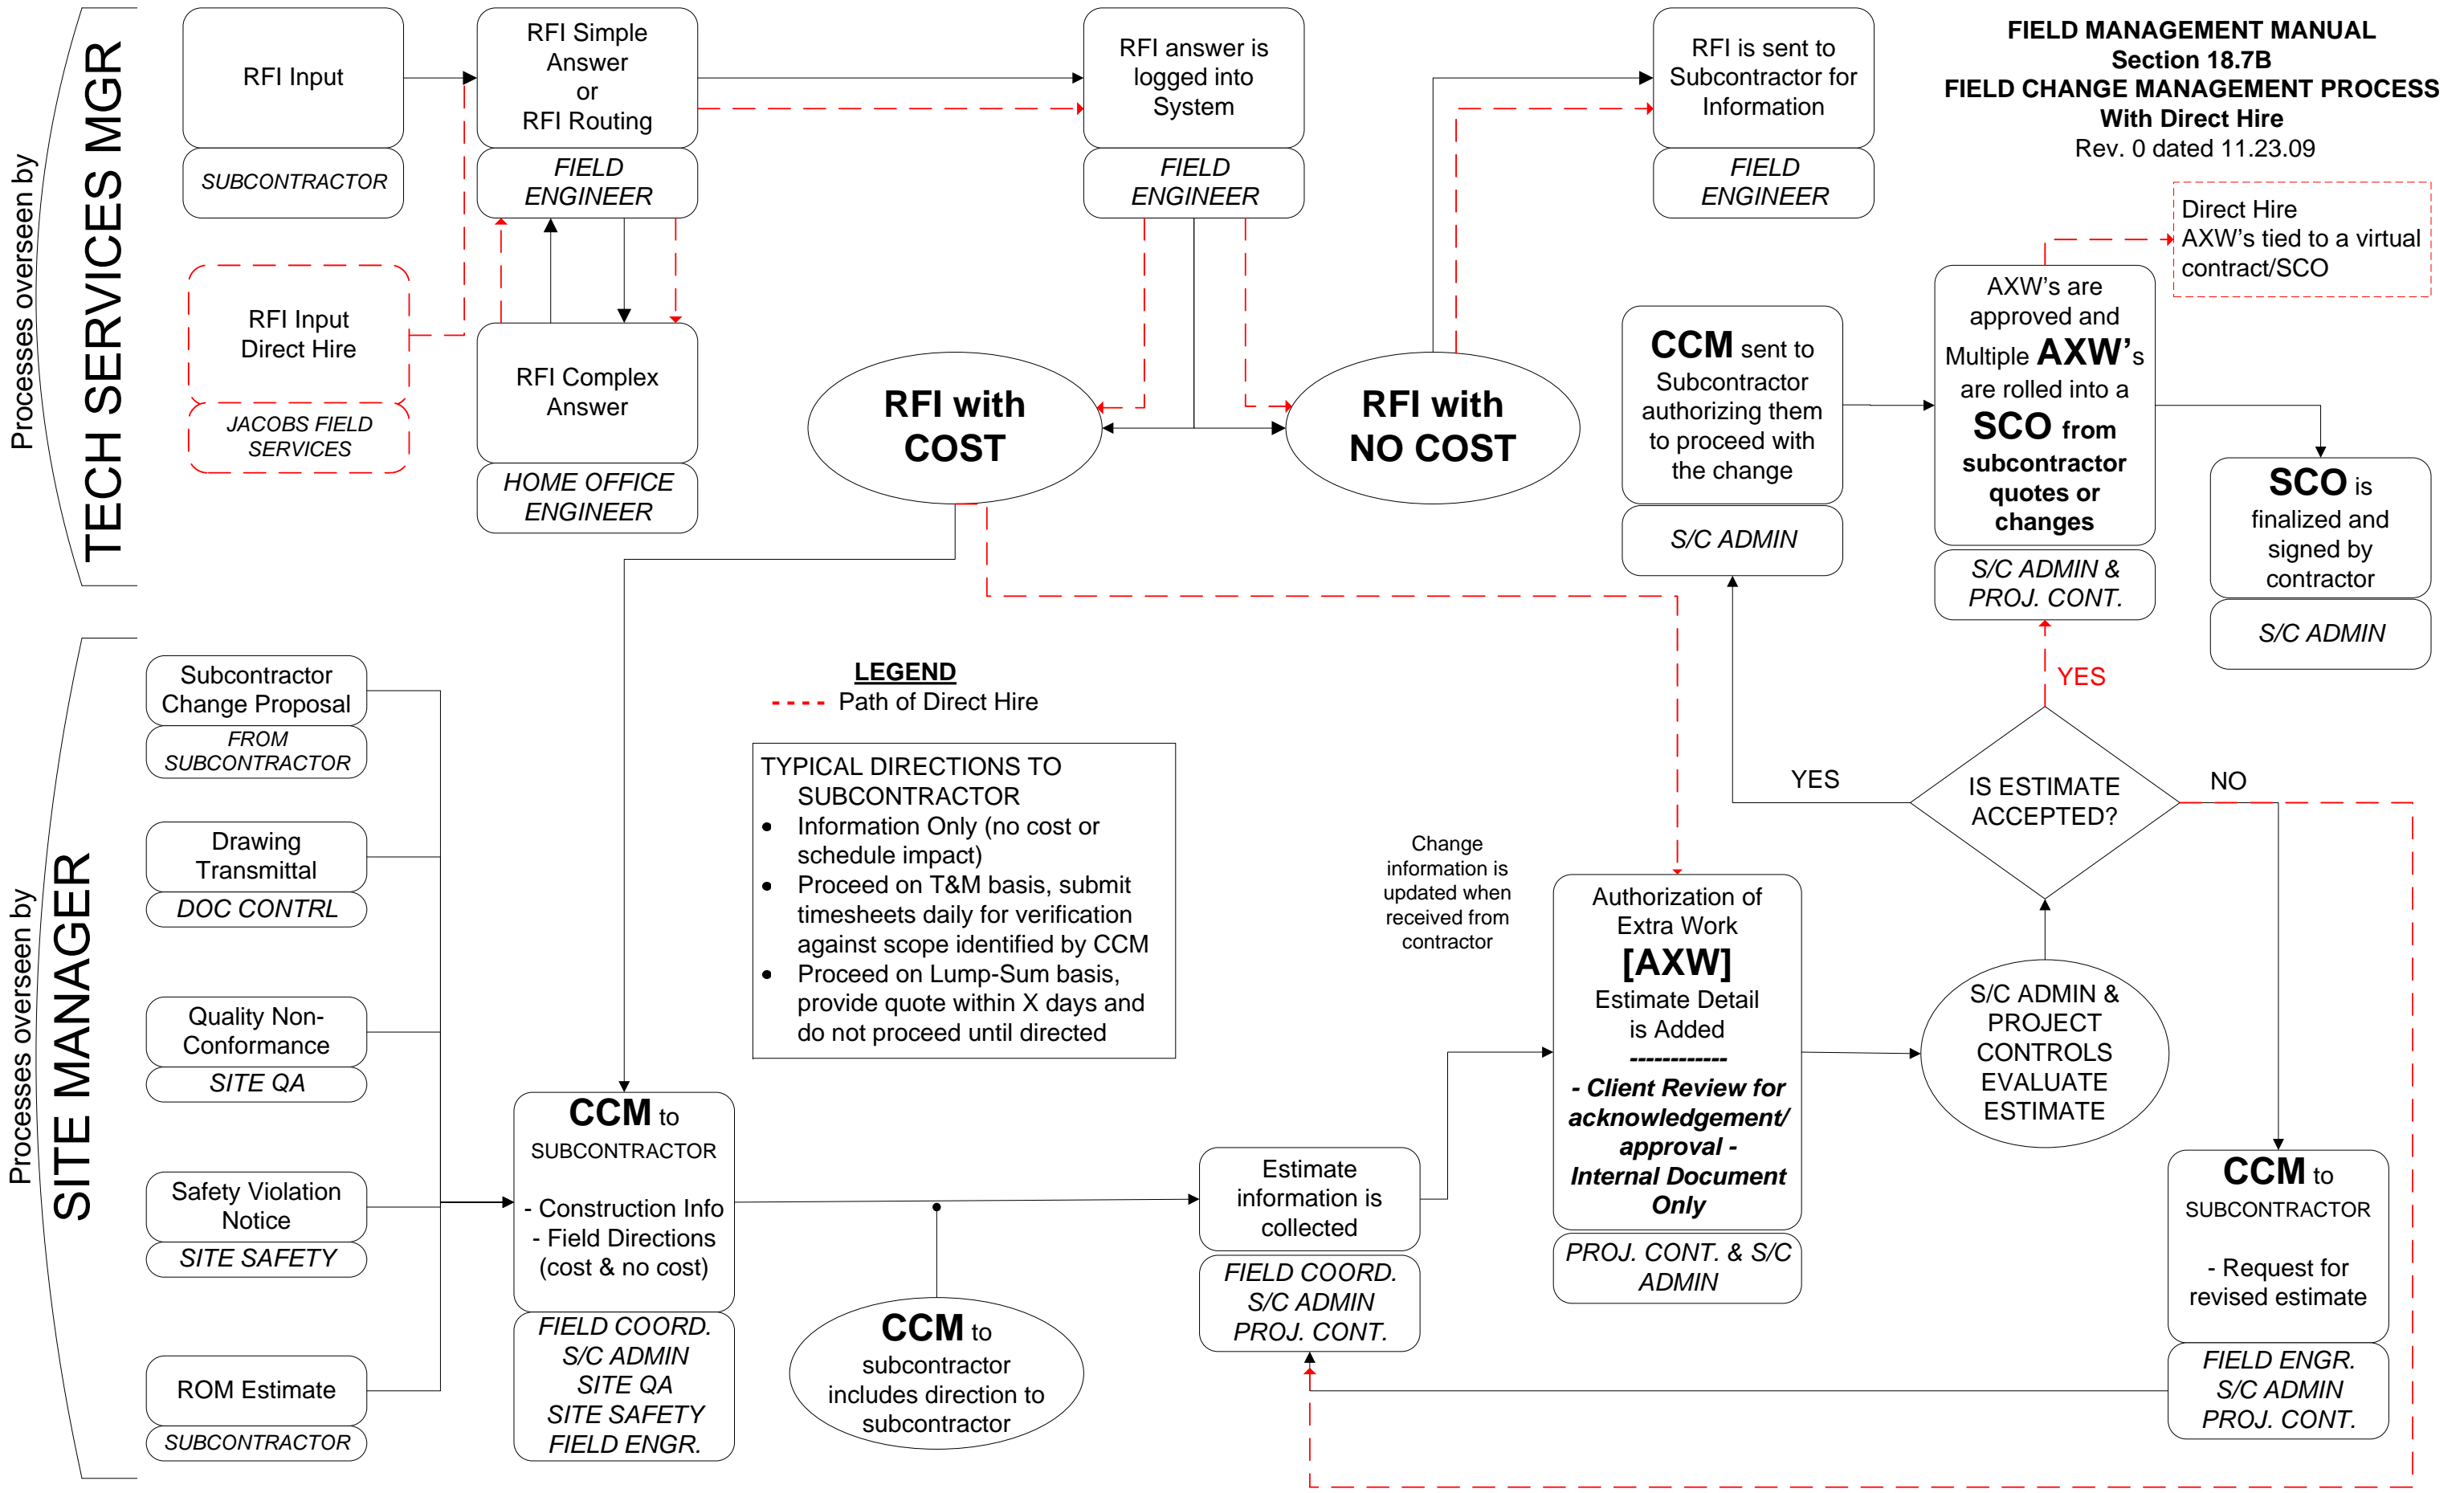 FIELD MANAGEMENT MANUAL
Section 18.7B
FIELD CHANGE MANAGEMENT PROCESS
With Direct Hire
Rev. 0 dated 11.23.09
Processes overseen by
TECH SERVICES MGR
RFI Input
SUBCONTRACTOR
RFI Simple
Answer
or
RFI Routing
FIELD
ENGINEER
RFI answer is
logged into
System
FIELD
ENGINEER
RFI is sent to
Subcontractor for
Information
FIELD
ENGINEER
Direct Hire
AXW's tied to a virtual
contract/SCO
RFI Input
Direct Hire
JACOBS FIELD
SERVICES
RFI Complex
Answer
HOME OFFICE
ENGINEER
RFI with
COST
RFI with
NO COST
CCM sent to
Subcontractor
authorizing them
to proceed with
the change
S/C ADMIN
AXW's are
approved and
Multiple AXW's
are rolled into a
SCO from
subcontractor
quotes or
changes
S/C ADMIN &
PROJ. CONT.
SCO is
finalized and
signed by
contractor
S/C ADMIN
Processes overseen by
SITE MANAGER
Subcontractor
Change Proposal
FROM
SUBCONTRACTOR
Drawing
Transmittal
DOC CONTRL
Quality Non-
Conformance
SITE QA
Safety Violation
Notice
SITE SAFETY
ROM Estimate
SUBCONTRACTOR
LEGEND
Path of Direct Hire
TYPICAL DIRECTIONS TO
SUBCONTRACTOR
• Information Only (no cost or
schedule impact)
• Proceed on T&M basis, submit
timesheets daily for verification
against scope identified by CCM
• Proceed on Lump-Sum basis,
provide quote within X days and
do not proceed until directed
CCM to
SUBCONTRACTOR
- Construction Info
- Field Directions
(cost & no cost)
FIELD COORD.
S/C ADMIN
SITE QA
SITE SAFETY
FIELD ENGR.
CCM to
subcontractor
includes direction to
subcontractor
Estimate
information is
collected
FIELD COORD.
S/C ADMIN
PROJ. CONT.
Change
information is
updated when
received from
contractor
Authorization of
Extra Work
[AXW]
Estimate Detail
is Added
------------
- Client Review for
acknowledgement/
approval -
Internal Document
Only
PROJ. CONT. & S/C
ADMIN
S/C ADMIN &
PROJECT
CONTROLS
EVALUATE
ESTIMATE
IS ESTIMATE
ACCEPTED?
YES
YES
NO
CCM to
SUBCONTRACTOR
- Request for
revised estimate
FIELD ENGR.
S/C ADMIN
PROJ. CONT.